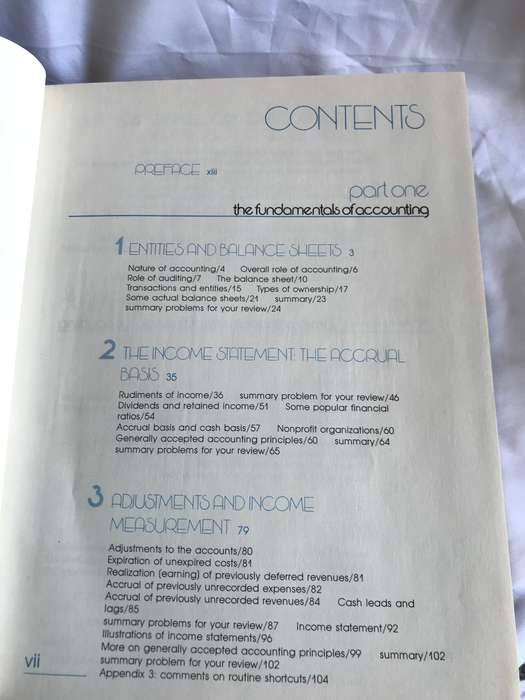 CONTENTS
PREFACE xiii
part one
the fundamentals of accounting
1 ENTITIES AND BALANCE SHEETS 3
Nature of accounting/4 Overall role of accounting/6
Role of auditing/7 The balance sheet/10
Transactions and entities/15 Types of ownership/17
Some actual balance sheets/21 summary/23
summary problems for your review/24
2 THE INCOME STATEMENT: THE ACCRUAL
BASIS 35
Rudiments of income/36 summary problem for your review/46
Dividends and retained income/51 Some popular financial
ratios/54
Accrual basis and cash basis/57 Nonprofit organizations/60
Generally accepted accounting principles/60 summary/64
summary problems for your review/65
3 ADJUSTMENTS AND INCOME
MEASUREMENT 79
Adjustments to the accounts/80
Expiration of unexpired costs/81
Realization (earning) of previously deferred revenues/81
Accrual of previously unrecorded expenses/82
Accrual of previously unrecorded revenues/84 Cash leads and
lags/85
summary problems for your review/87 Income statement/92
Illustrations of income statements/96
More on generally accepted accounting principles/99 summary/102
summary problem for your review/102
Appendix 3: comments on routine shortcuts/104
vii